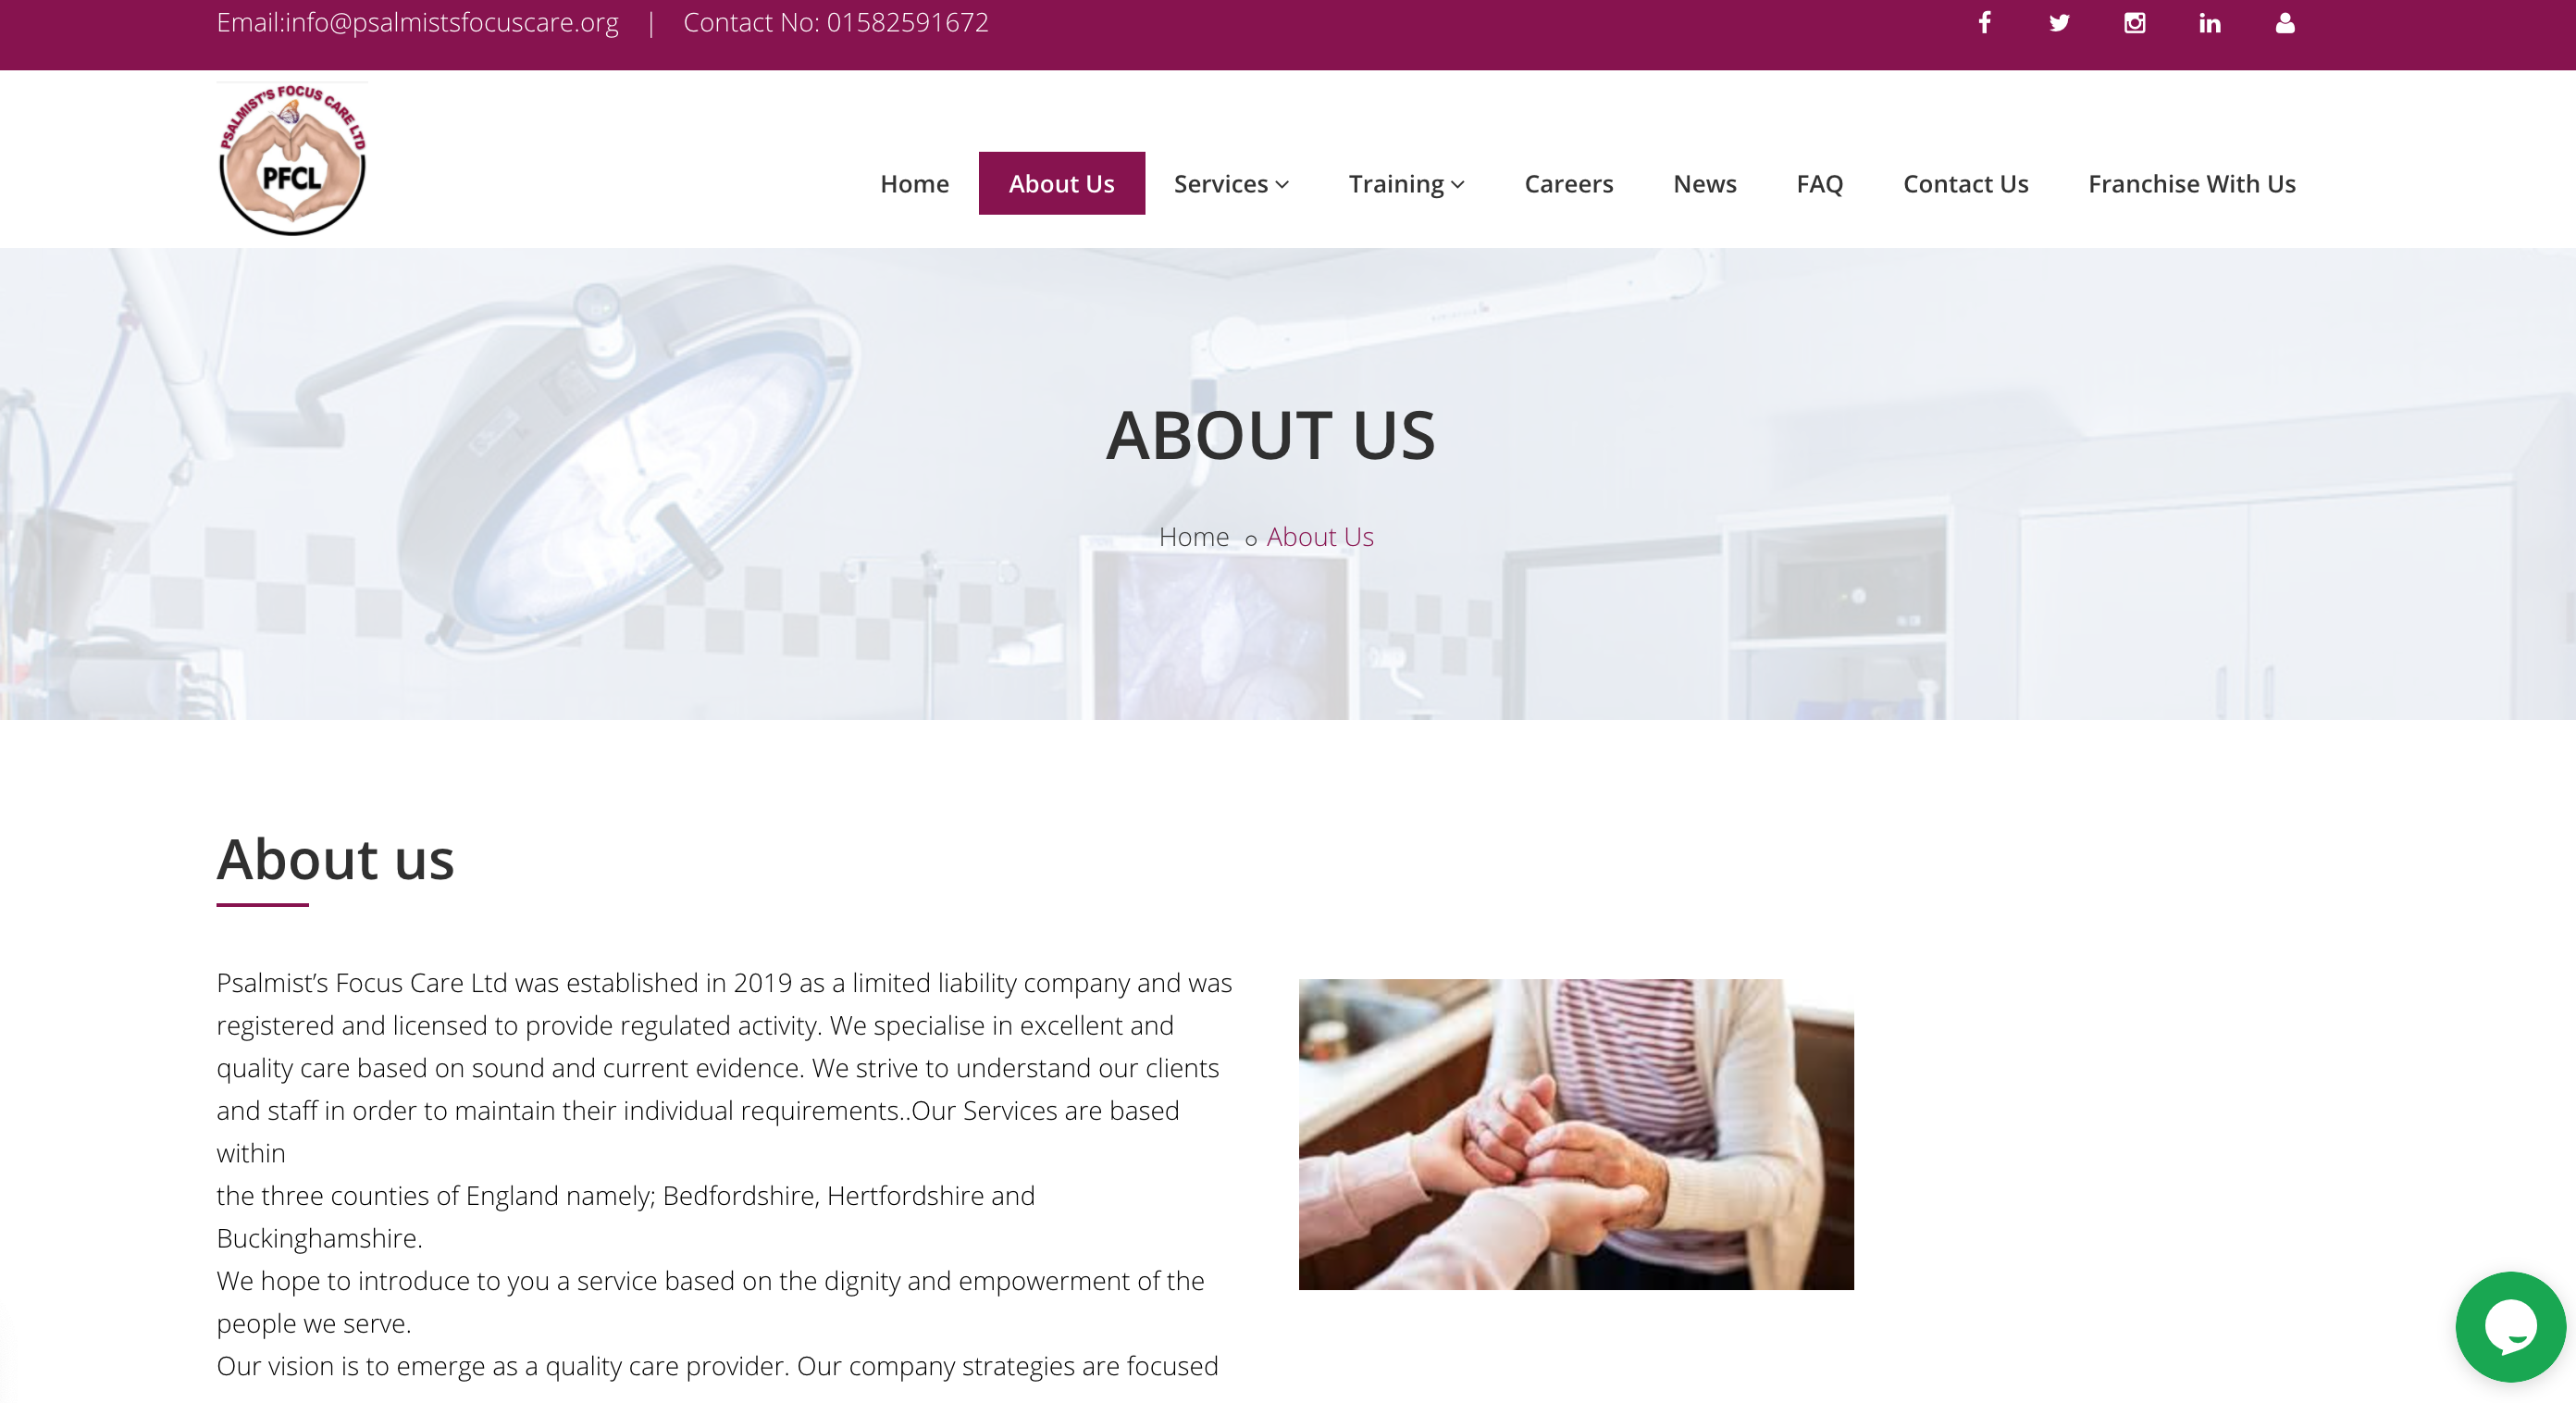 Email:info@psalmistsfocuscare.org | Contact No: 01582591672
PSALMIST'S FOCUS CARE LTD
PFCL
Home About Us Services Training Careers News FAQ Contact Us Franchise With Us
ABOUT US
Home About Us
About us
Psalmist’s Focus Care Ltd was established in 2019 as a limited liability company and was
registered and licensed to provide regulated activity. We specialise in excellent and
quality care based on sound and current evidence. We strive to understand our clients
and staff in order to maintain their individual requirements..Our Services are based
within
the three counties of England namely; Bedfordshire, Hertfordshire and
Buckinghamshire.
We hope to introduce to you a service based on the dignity and empowerment of the
people we serve.
Our vision is to emerge as a quality care provider. Our company strategies are focused